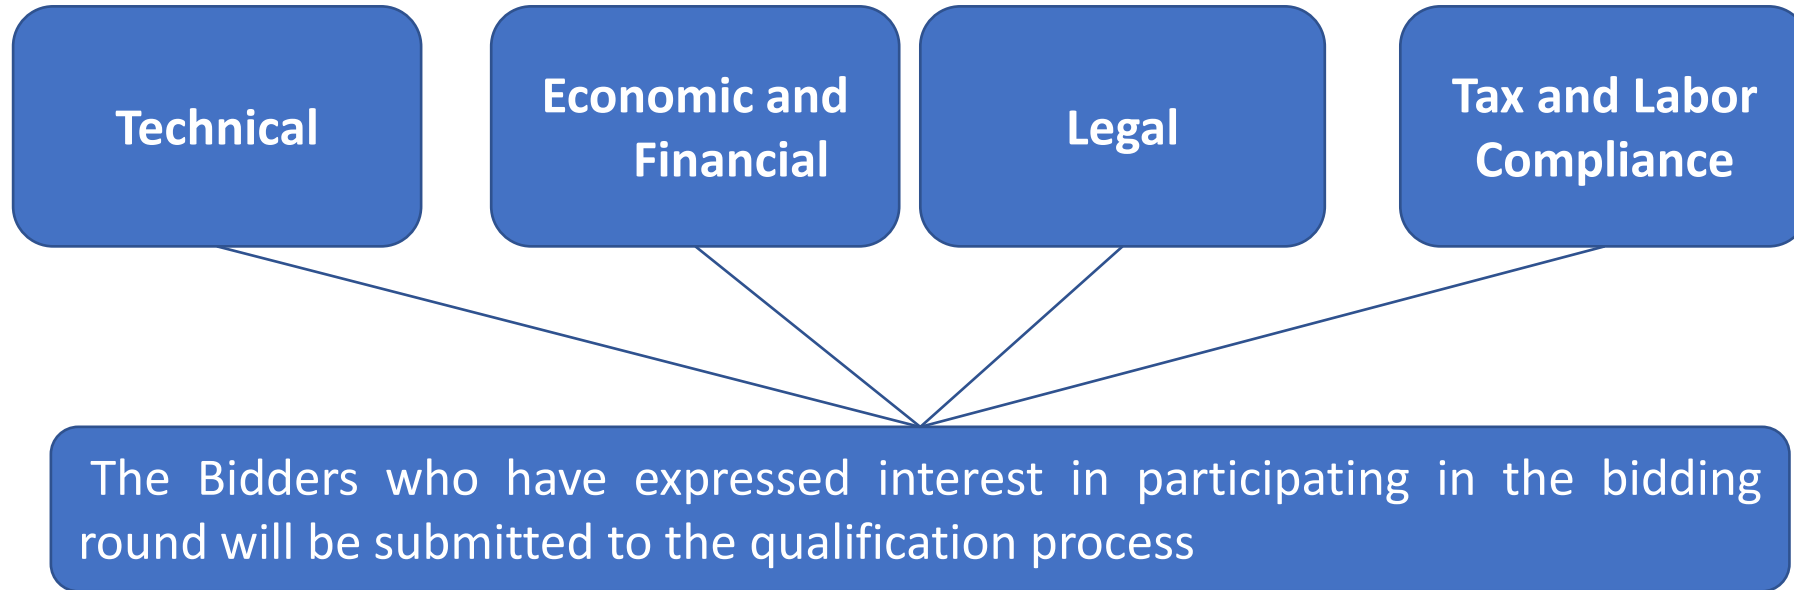 Technical
Economic and
Financial
Legal
Tax and Labor
Compliance
The Bidders who have expressed interest in participating in the bidding
round will be submitted to the qualification process